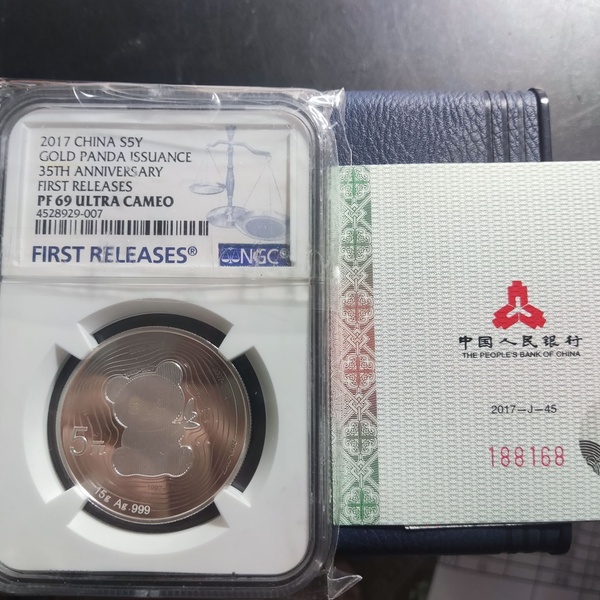 2017 CHINA S5Y
GOLD PANDA ISSUANCE
35TH ANNIVERSARY
FIRST RELEASES
PF 69 ULTRA CAMEO
4528929-007
FIRST RELEASES®
NGC®
5元
15g Ag.999
中国人民银行
THE PEOPLE'S BANK OF CHINA
2017-J-45
188168